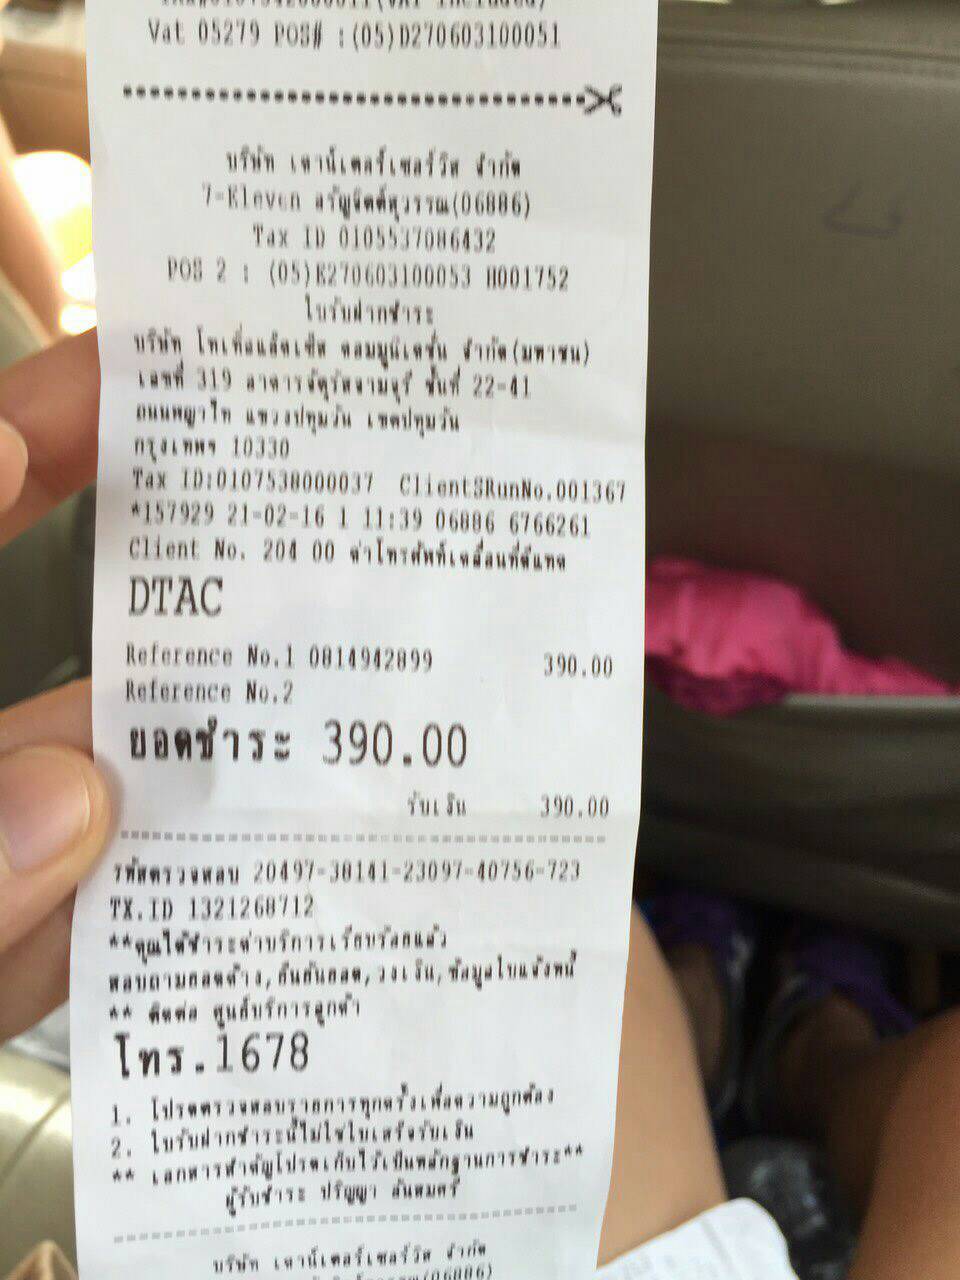 Vat 05279 POS# :(05)D270603100051
บริษัท เคาน์เตอร์เซอร์วิส จำกัด
7-Eleven สรัญจิตต์สุวรรณ(06886)
Tax ID 0105537086432
POS 2 : (05)E270603100053 H001752
ใบรับฝากชำระ
บริษัท โทเทิ่ลแอ็คเซ็ส คอมมูนิเคชั่น จำกัด(มหาชน)
เลขที่ 319 อาคารจัตุรัสจามจุรี ชั้นที่ 22-41
ถนนพญาไท แขวงปทุมวัน เขตปทุมวัน
กรุงเทพฯ 10330
Tax ID:0107538000037 ClientSRunNo.001367
*157929 21-02-16 1 11:39 06886 6766261
Client No. 204 00 ค่าโทรศัพท์เคลื่อนที่ดีแทค
DTAC
Reference No.1 0814942899 390.00
Reference No.2
ยอดชำระ 390.00
รับเงิน 390.00
รหัสตรวจสอบ 20497-38141-23097-40756-723
TX.ID 1321268712
**คุณได้ชำระค่าบริการเรียบร้อยแล้ว
สอบถามยอดค้าง,ยืนยันยอด,วงเงิน,ข้อมูลใบแจ้งหนี้
** ติดต่อ ศูนย์บริการลูกค้า
โทร.1678
1. โปรดตรวจสอบรายการทุกครั้งเพื่อความถูกต้อง
2. ใบรับฝากชำระนี้ไม่ใช่ใบเสร็จรับเงิน
** เอกสารสำคัญโปรดเก็บไว้เป็นหลักฐานการชำระ**
ผู้รับชำระ ปริญญา
บริษัท เคาน์เตอร์เซอร์วิส จำกัด